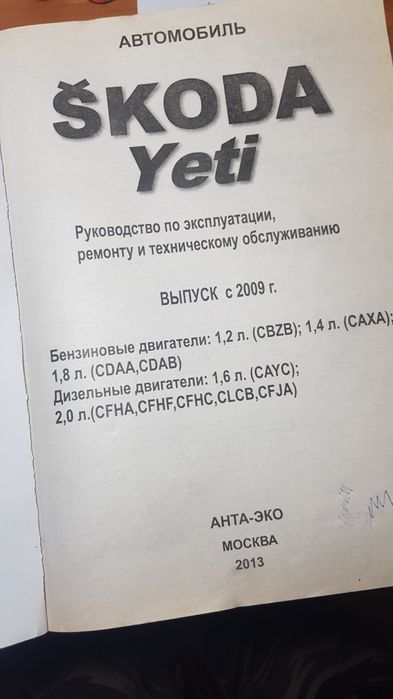 АВТОМОБИЛЬ
ŠKODA
Yeti
Руководство по эксплуатации,
ремонту и техническому обслуживанию
ВЫПУСК с 2009 г.
Бензиновые двигатели: 1,2 л. (CBZB); 1,4 л. (CAXA);
1,8 л. (CDAA,CDAB)
Дизельные двигатели: 1,6 л. (CAYC);
2,0 л.(CFHA,CFHF,CFHC,CLCB,CFJA)
АНТА-ЭКО
МОСКВА
2013